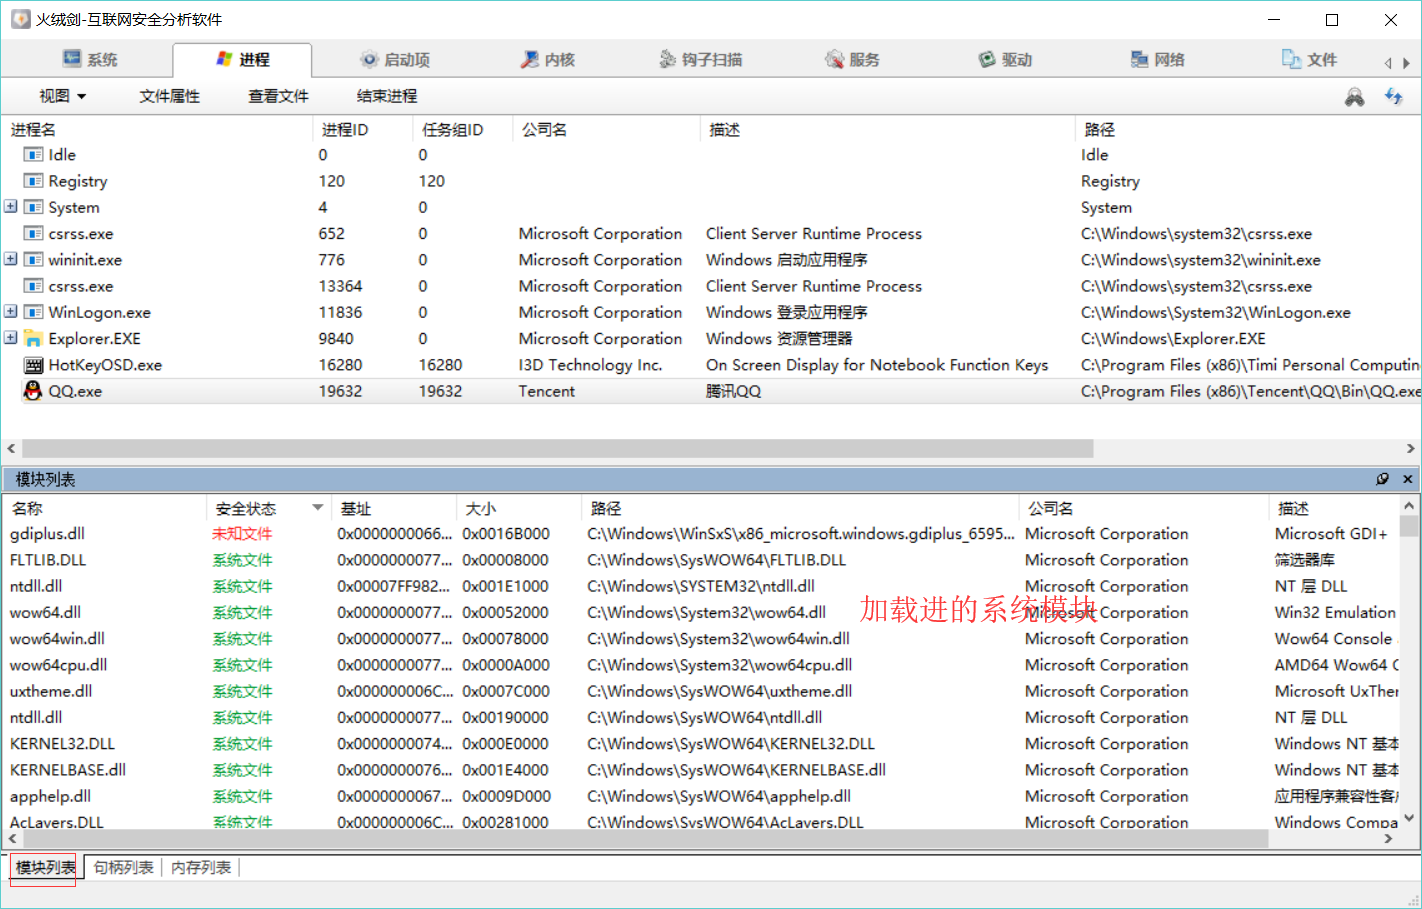 火绒剑-互联网安全分析软件
系统 进程 启动项 内核 钩子扫描 服务 驱动 网络 文件
视图 文件属性 查看文件 结束进程
进程名 进程ID 任务组ID 公司名 描述 路径
Idle 0 0 Idle
Registry 120 120 Registry
System 4 0 System
csrss.exe 652 0 Microsoft Corporation Client Server Runtime Process C:\Windows\system32\csrss.exe
wininit.exe 776 0 Microsoft Corporation Windows 启动应用程序 C:\Windows\system32\wininit.exe
csrss.exe 13364 0 Microsoft Corporation Client Server Runtime Process C:\Windows\system32\csrss.exe
WinLogon.exe 11836 0 Microsoft Corporation Windows 登录应用程序 C:\Windows\System32\WinLogon.exe
Explorer.EXE 9840 0 Microsoft Corporation Windows 资源管理器 C:\Windows\Explorer.EXE
HotKeyOSD.exe 16280 16280 I3D Technology Inc. On Screen Display for Notebook Function Keys C:\Program Files (x86)\Timi Personal Computin
QQ.exe 19632 19632 Tencent 腾讯QQ C:\Program Files (x86)\Tencent\QQ\Bin\QQ.exe
模块列表
名称 安全状态 基址 大小 路径 公司名 描述
gdiplus.dll 未知文件 0x0000000066... 0x0016B000 C:\Windows\WinSxS\x86_microsoft.windows.gdiplus_6595... Microsoft Corporation Microsoft GDI+
FLTLIB.DLL 系统文件 0x0000000077... 0x00008000 C:\Windows\SysWOW64\FLTLIB.DLL Microsoft Corporation 筛选器库
ntdll.dll 系统文件 0x00007FF982... 0x001E1000 C:\Windows\SYSTEM32\ntdll.dll Microsoft Corporation NT 层 DLL
加载进的系统模块
wow64.dll 系统文件 0x0000000077... 0x00052000 C:\Windows\System32\wow64.dll Microsoft Corporation Win32 Emulation
wow64win.dll 系统文件 0x0000000077... 0x00078000 C:\Windows\System32\wow64win.dll Microsoft Corporation Wow64 Console
wow64cpu.dll 系统文件 0x0000000077... 0x0000A000 C:\Windows\System32\wow64cpu.dll Microsoft Corporation AMD64 Wow64 C
uxtheme.dll 系统文件 0x000000006C... 0x0007C000 C:\Windows\SysWOW64\uxtheme.dll Microsoft Corporation Microsoft UxTher
ntdll.dll 系统文件 0x0000000077... 0x00190000 C:\Windows\SysWOW64\ntdll.dll Microsoft Corporation NT 层 DLL
KERNEL32.DLL 系统文件 0x0000000074... 0x000E0000 C:\Windows\SysWOW64\KERNEL32.DLL Microsoft Corporation Windows NT 基本
KERNELBASE.dll 系统文件 0x0000000076... 0x001E4000 C:\Windows\SysWOW64\KERNELBASE.dll Microsoft Corporation Windows NT 基本
apphelp.dll 系统文件 0x0000000067... 0x0009D000 C:\Windows\SysWOW64\apphelp.dll Microsoft Corporation 应用程序兼容性客户
AcLayers.DLL 系统文件 0x000000006C... 0x00281000 C:\Windows\SysWOW64\AcLayers.DLL Microsoft Corporation Windows Compa
模块列表 句柄列表 内存列表